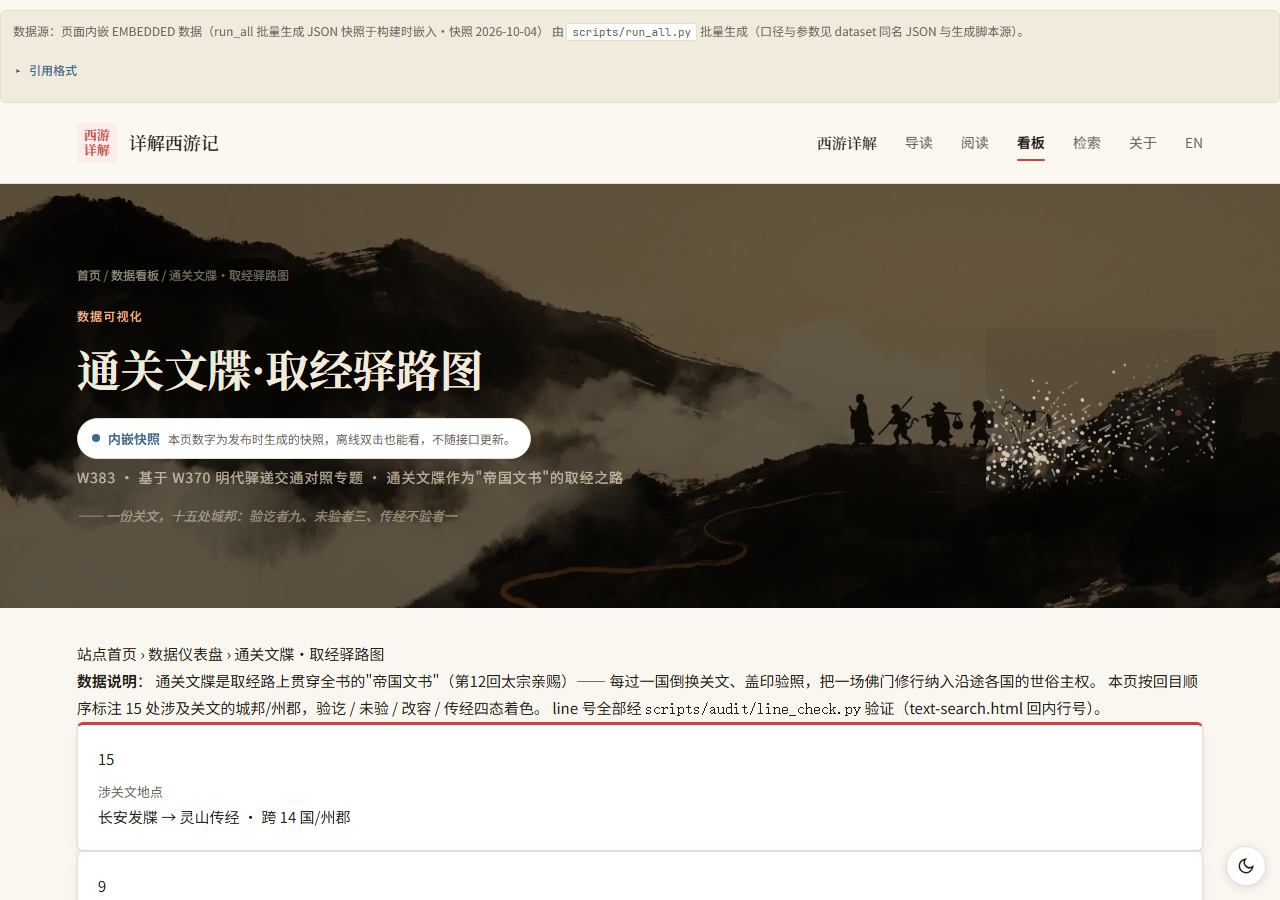 数据源：页面内嵌 EMBEDDED 数据（run_all 批量生成 JSON 快照于构建时嵌入・快照 2026-10-04） 由 scripts/run_all.py 批量生成（口径与参数见 dataset 同名 JSON 与生成脚本源）。
引用格式
西游
详解
详解西游记
西游详解 导读 阅读 看板 检索 关于 EN
首页 / 数据看板 / 通关文牒・取经驿路图
数据可视化
通关文牒·取经驿路图
内嵌快照 本页数字为发布时生成的快照，离线双击也能看，不随接口更新。
W383 · 基于 W370 明代驿递交通对照专题 · 通关文牒作为"帝国文书"的取经之路
—— 一份关文，十五处城邦：验讫者九、未验者三、传经不验者一
站点首页 › 数据仪表盘 › 通关文牒・取经驿路图
数据说明： 通关文牒是取经路上贯穿全书的"帝国文书"（第12回太宗亲赐）—— 每过一国倒换关文、盖印验照，把一场佛门修行纳入沿途各国的世俗主权。 本页按回目顺
序标注 15 处涉及关文的城邦/州郡，验讫 / 未验 / 改容 / 传经四态着色。 line 号全部经 scripts/audit/line_check.py 验证（text-search.html 回内行号）。
15
涉关文地点
长安发牒 → 灵山传经 · 跨 14 国/州郡
9